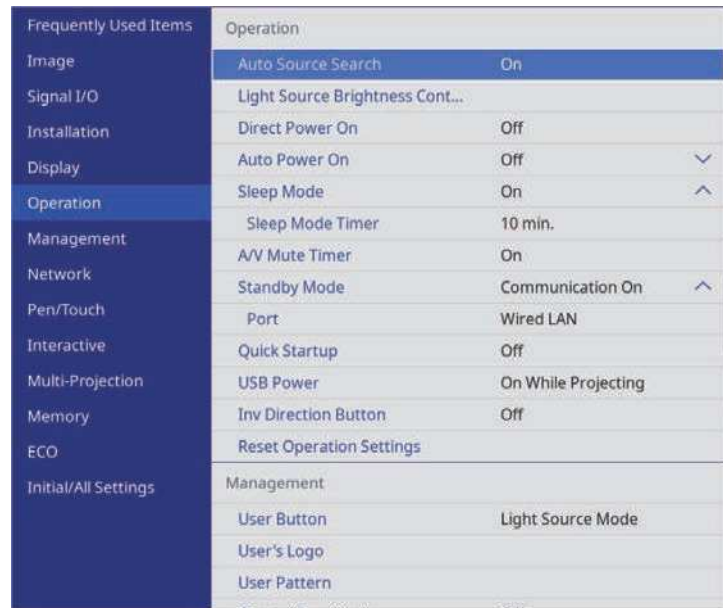 Frequently Used Items
Image
Signal I/O
Installation
Display
Operation
Management
Network
Pen/Touch
Interactive
Multi-Projection
Memory
ECO
Initial/All Settings
Operation
Auto Source Search On
Light Source Brightness Cont...
Direct Power On Off
Auto Power On Off
Sleep Mode On
Sleep Mode Timer 10 min.
A/V Mute Timer On
Standby Mode Communication On
Port Wired LAN
Quick Startup Off
USB Power On While Projecting
Inv Direction Button Off
Reset Operation Settings
Management
User Button Light Source Mode
User's Logo
User Pattern